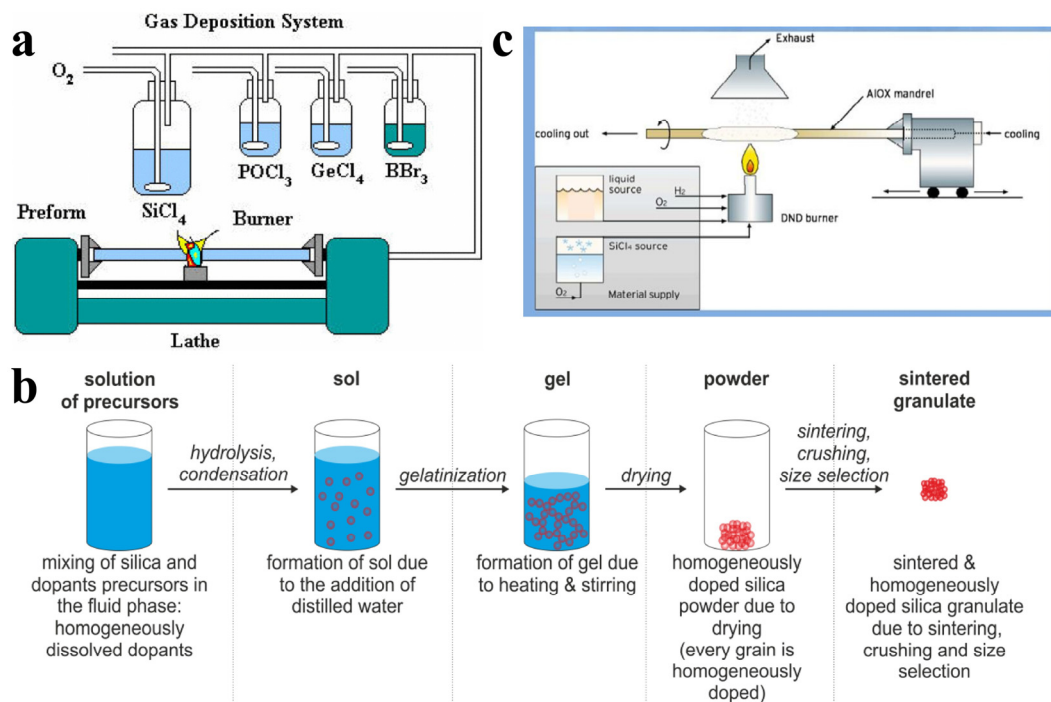 a
Gas Deposition System
O2
SiCl4
POCl3
GeCl4
BBr3
Preform
Burner
Lathe
c
Exhaust
AlOX mandrel
cooling out
cooling
liquid
source
H2
O2
DND burner
SiCl4 source
O2
Material supply
b
solution
of precursors
sol
gel
powder
sintered
granulate
hydrolysis,
condensation
gelatinization
drying
sintering,
crushing,
size selection
mixing of silica and
dopants precursors in
the fluid phase:
homogeneously
dissolved dopants
formation of sol due
to the addition of
distilled water
formation of gel due
to heating & stirring
homogeneously
doped silica
powder due to
drying
(every grain is
homogeneously
doped)
sintered &
homogeneously
doped silica granulate
due to sintering,
crushing and size
selection